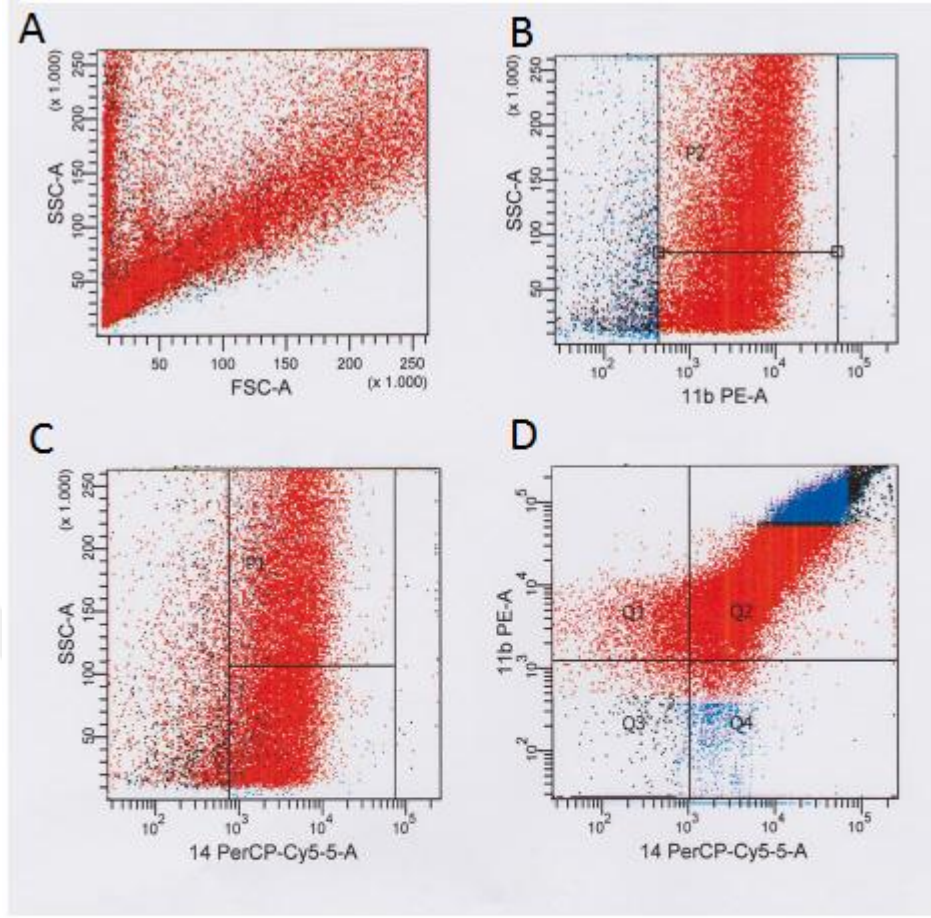 A
(x 1.000)
250
200
150
100
50
SSC-A
50 100 150 200 250
(x 1.000)
FSC-A
B
(x 1.000)
250
200
150
100
50
SSC-A
P2
10² 10³ 10⁴ 10⁵
11b PE-A
C
(x 1.000)
250
200
150
100
50
SSC-A
P1
10² 10³ 10⁴ 10⁵
14 PerCP-Cy5-5-A
D
10⁵
10⁴
10³
10²
11b PE-A
Q1 Q2
Q3 Q4
10² 10³ 10⁴ 10⁵
14 PerCP-Cy5-5-A